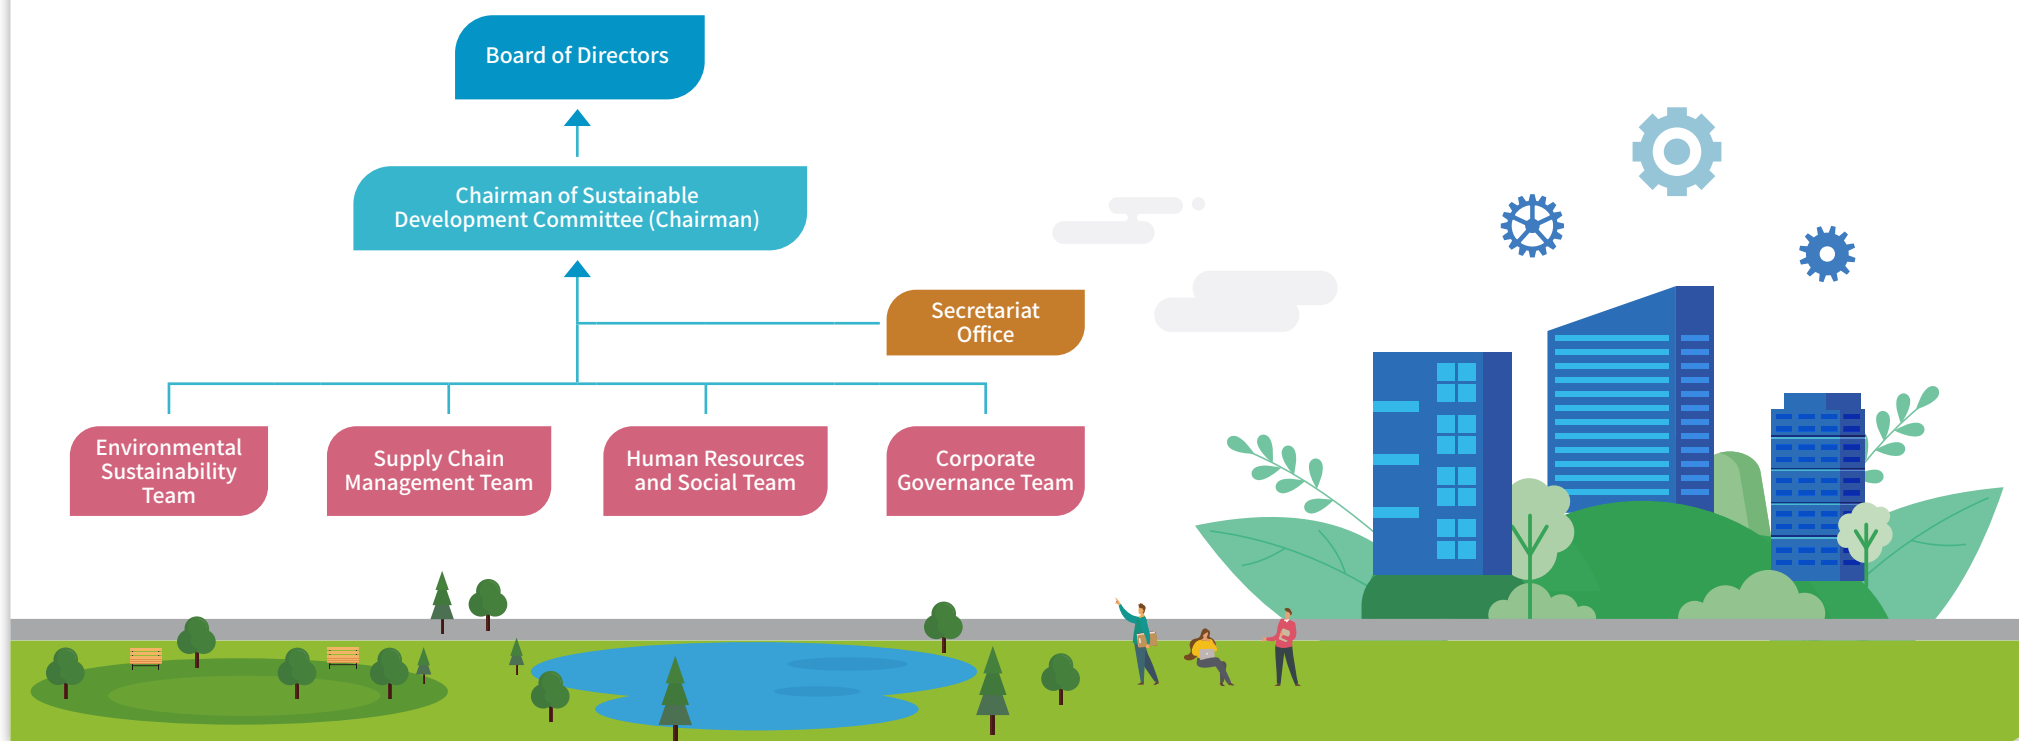 Board of Directors
Chairman of Sustainable
Development Committee (Chairman)
Secretariat
Office
Environmental
Sustainability
Team
Supply Chain
Management Team
Human Resources
and Social Team
Corporate
Governance Team